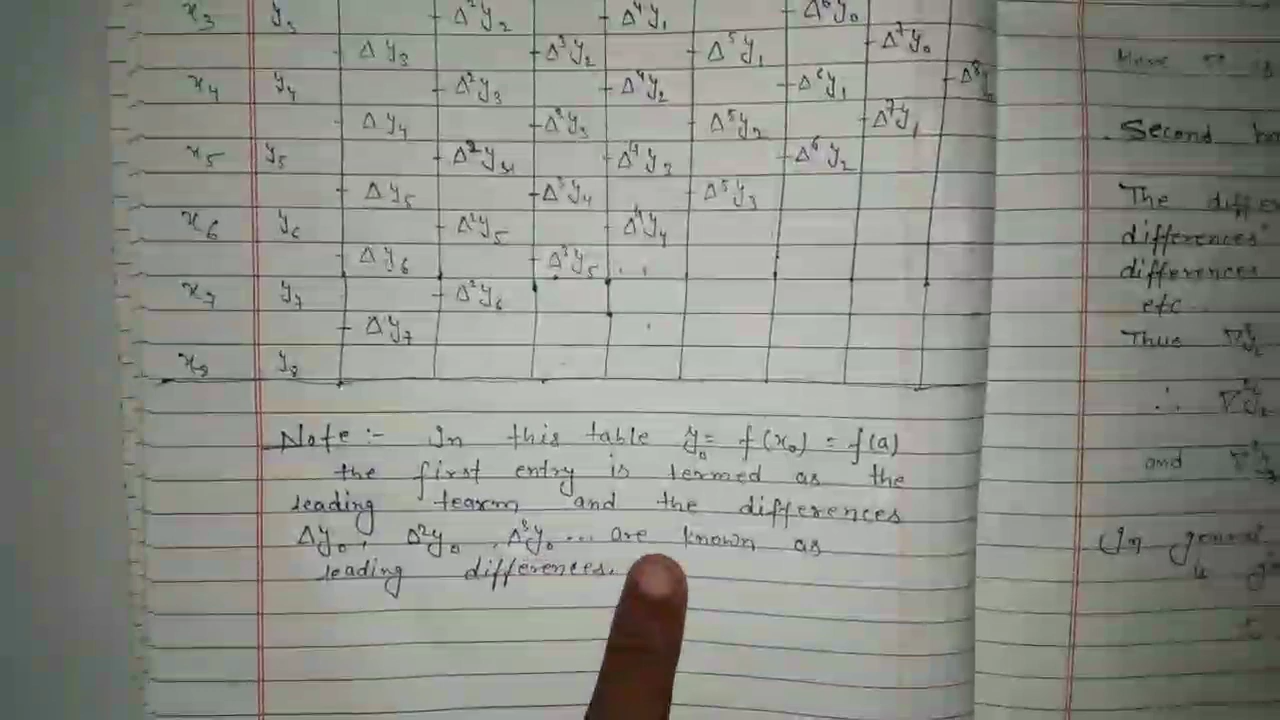 x₃ y₃ Δ²y₂ Δ⁴y₁ Δ⁶y₀
Δy₃ Δ³y₂ Δ⁵y₁ Δ⁷y₀
x₄ y₄ Δ²y₃ Δ⁴y₂ Δ⁶y₁ Δ⁸
Δy₄ Δ³y₃ Δ⁵y₂ Δ⁷y₁
x₅ y₅ Δ²y₄ Δ⁴y₃ Δ⁶y₂
Δy₅ Δ³y₄ Δ⁵y₃
x₆ y₆ Δ²y₅ Δ⁴y₄
Δy₆ Δ³y₅
x₇ y₇ Δ²y₆
Δy₇
x₈ y₈
Note :- In this table y₀ = f(x₀) = f(a)
the first entry is termed as the
leading tearm and the differences
Δy₀, Δ²y₀, Δ³y₀ ... are known as
leading differences.
Second
The
differences
differences
etc
Thus
∴
and
In general